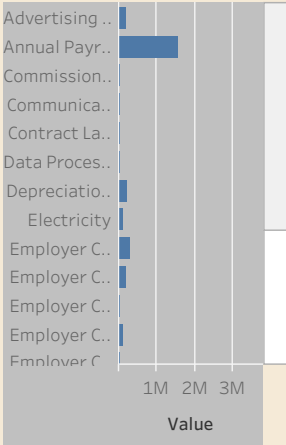 Advertising ..
Annual Payr..
Commission..
Communica..
Contract La..
Data Proces..
Depreciatio..
Electricity
Employer C..
Employer C..
Employer C..
Employer C..
Employer C
1M 2M 3M
Value